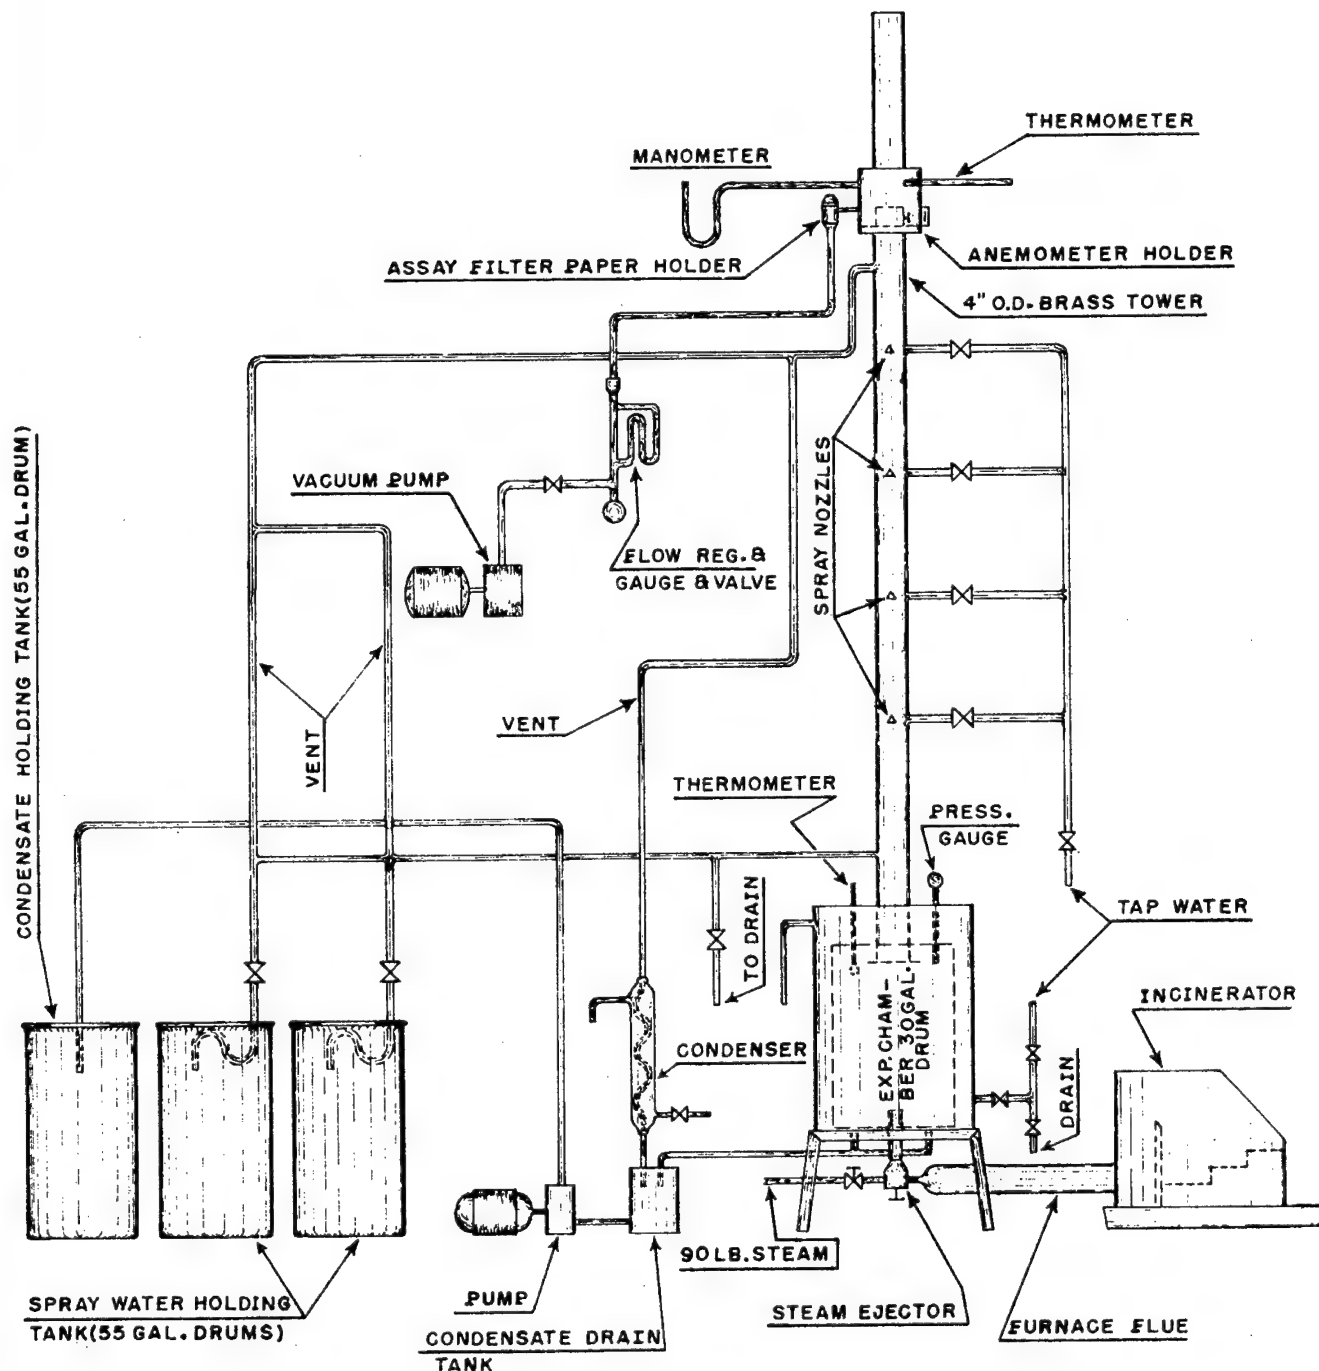 THERMOMETER
MANOMETER
ASSAY FILTER PAPER HOLDER
ANEMOMETER HOLDER
4" O.D. BRASS TOWER
CONDENSATE HOLDING TANK(55 GAL. DRUM)
VACUUM PUMP
FLOW REG. &
GAUGE & VALVE
SPRAY NOZZLES
VENT
VENT
THERMOMETER
PRESS.
GAUGE
TO DRAIN
TAP WATER
INCINERATOR
EXP. CHAM-
BER 30 GAL.
DRUM
CONDENSER
DRAIN
90 LB. STEAM
SPRAY WATER HOLDING
TANK(55 GAL. DRUMS)
PUMP
CONDENSATE DRAIN
TANK
STEAM EJECTOR
FURNACE FLUE